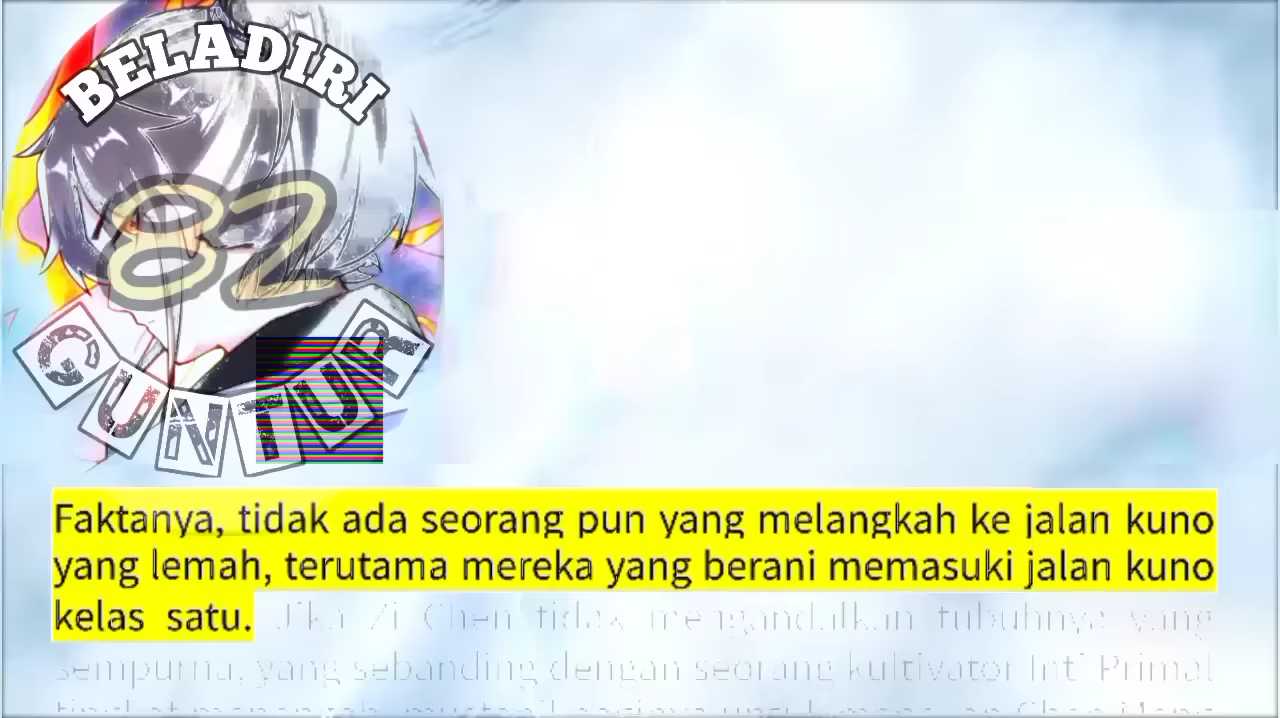 BELADIRI
82
GUNTUR
Faktanya, tidak ada seorang pun yang melangkah ke jalan kuno
yang lemah, terutama mereka yang berani memasuki jalan kuno
kelas satu. Jika Zi Chen tidak mengandalkan tubuhnya yang
sempurna, yang sebanding dengan seorang kultivator Inti Primal